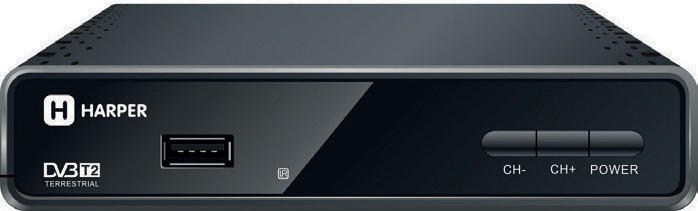 H HARPER
DVB T2
TERRESTRIAL
IR
CH- CH+ POWER